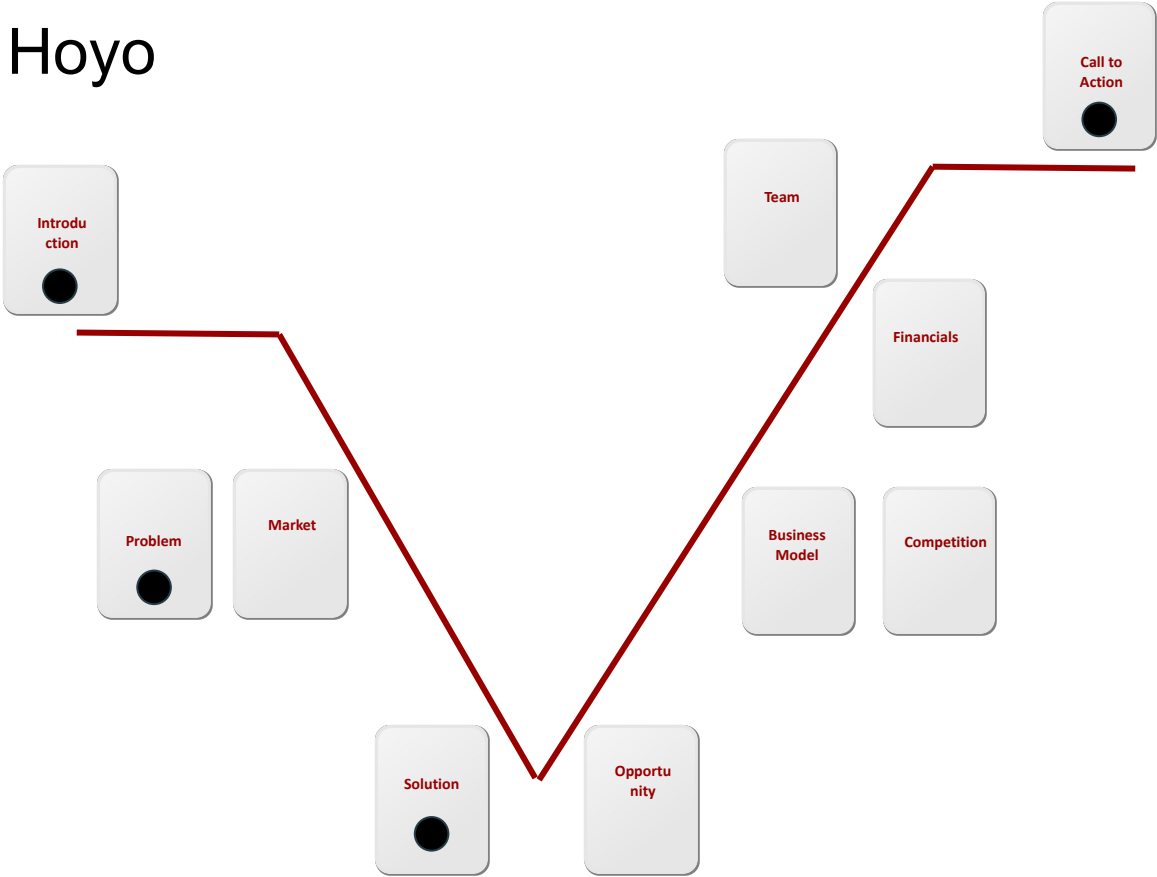 Hoyo
Introdu
ction
Problem
Market
Solution
Opportu
nity
Business
Model
Competition
Financials
Team
Call to
Action